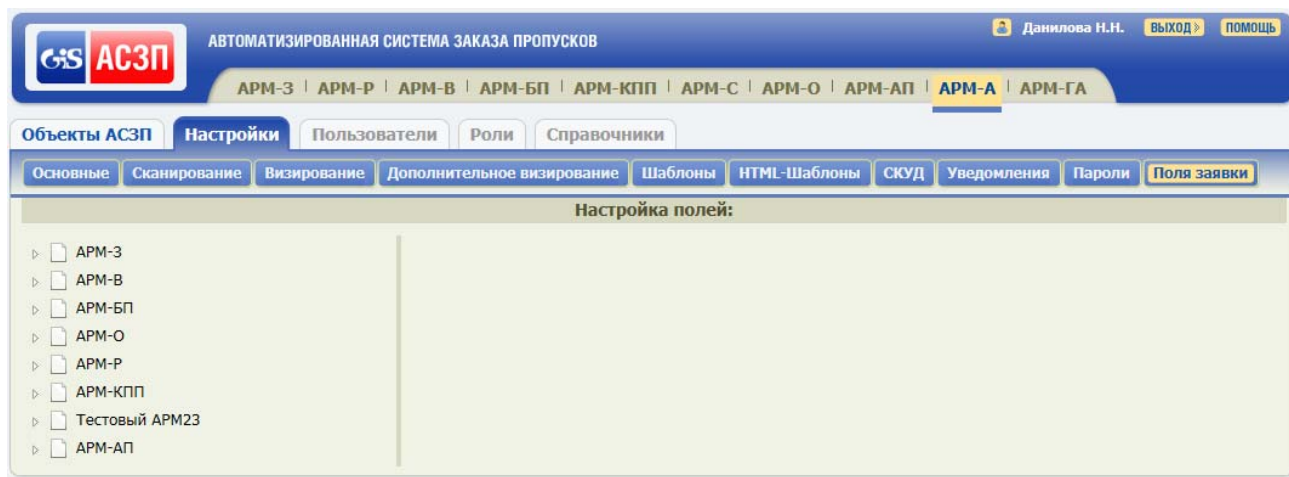 GiS АСЗП
АВТОМАТИЗИРОВАННАЯ СИСТЕМА ЗАКАЗА ПРОПУСКОВ
Данилова Н.Н. ВЫХОД ПОМОЩЬ
АРМ-З АРМ-Р АРМ-В АРМ-БП АРМ-КПП АРМ-С АРМ-О АРМ-АП АРМ-А АРМ-ГА
Объекты АСЗП Настройки Пользователи Роли Справочники
Основные Сканирование Визирование Дополнительное визирование Шаблоны HTML-Шаблоны СКУД Уведомления Пароли Поля заявки
Настройка полей:
АРМ-З
АРМ-В
АРМ-БП
АРМ-О
АРМ-Р
АРМ-КПП
Тестовый АРМ23
АРМ-АП